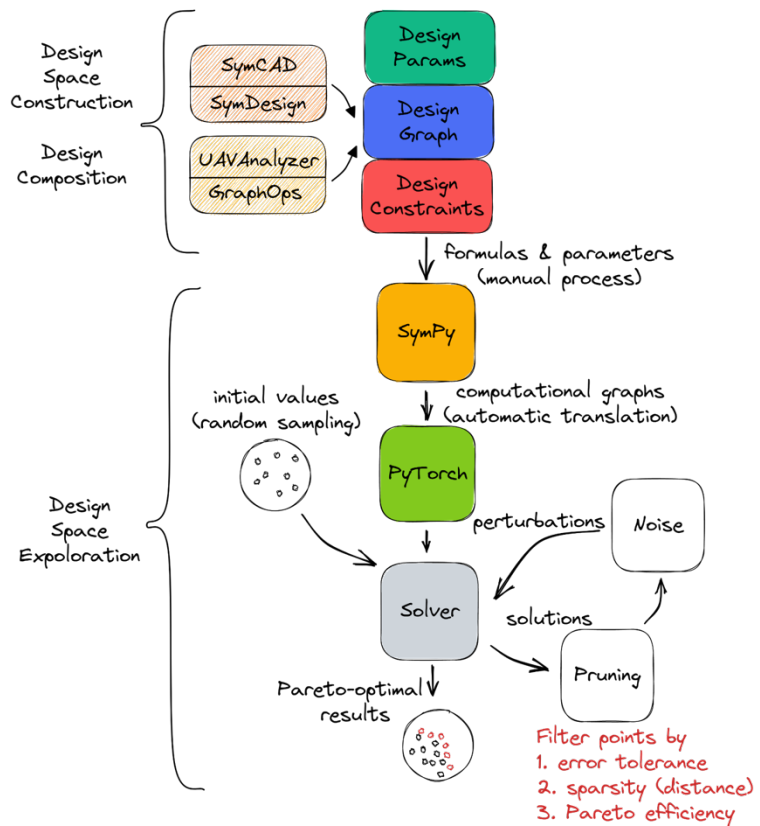 Design
Space
Construction
Design
Composition
SymCAD
SymDesign
UAVAnalyzer
GraphOps
Design
Params
Design
Graph
Design
Constraints
formulas & parameters
(manual process)
SymPy
computational graphs
(automatic translation)
initial values
(random sampling)
PyTorch
Design
Space
Expoloration
perturbations
Noise
Solver
solutions
Pruning
Pareto-optimal
results
Filter points by
1. error tolerance
2. sparsity (distance)
3. Pareto efficiency